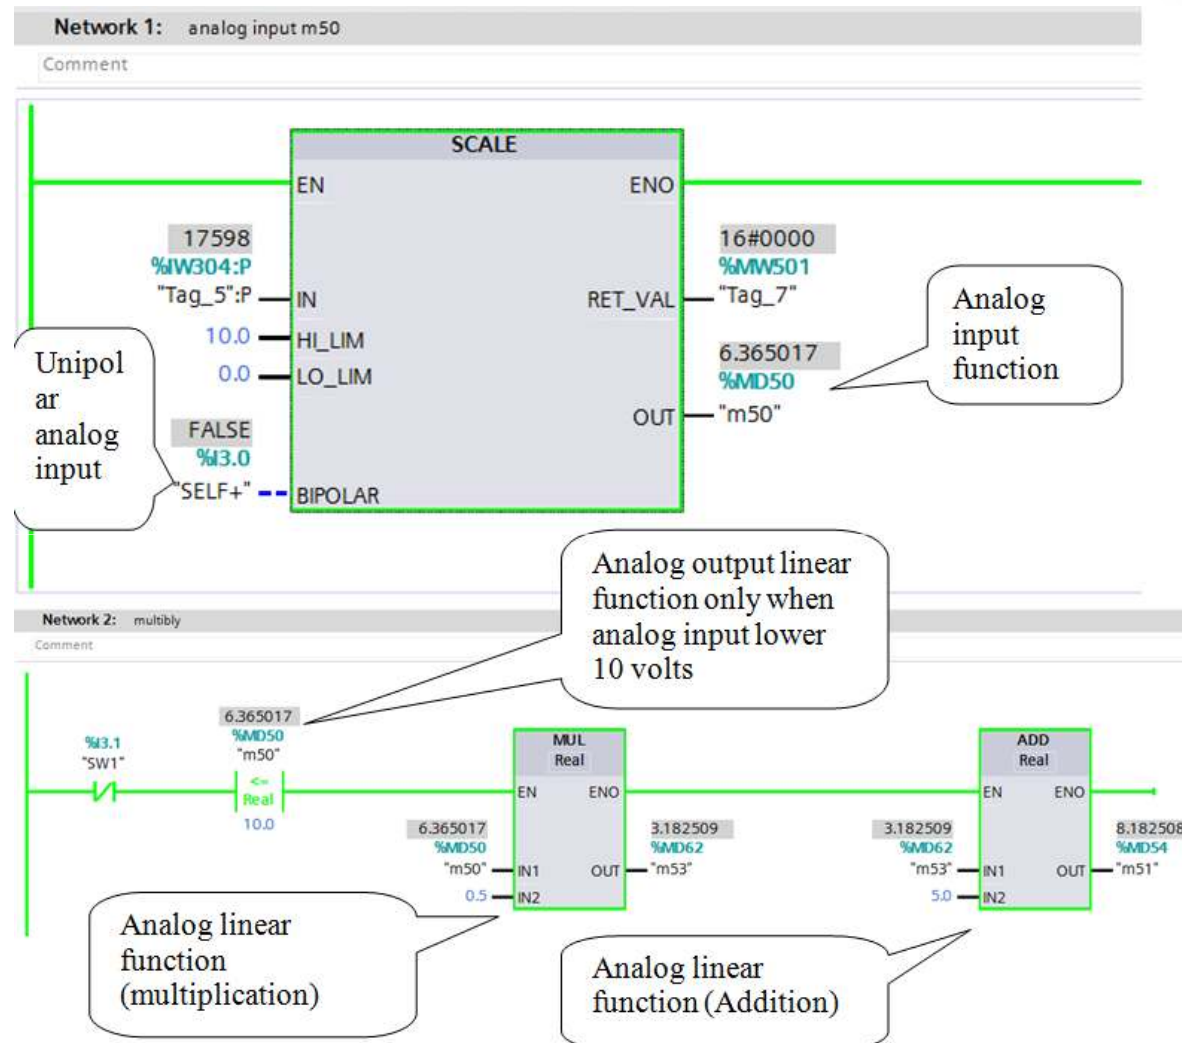 Network 1: analog input m50
Comment
SCALE
EN ENO
17598
%IW304:P
"Tag_5":P IN
10.0 HI_LIM
0.0 LO_LIM
FALSE
%I3.0
"SELF+" BIPOLAR
16#0000
%MW501
RET_VAL "Tag_7"
6.365017
%MD50
OUT "m50"
Unipol
ar
analog
input
Analog
input
function
Analog output linear
function only when
analog input lower
10 volts
Network 2: multibly
Comment
%I3.1
"SW1"
6.365017
%MD50
"m50"
<=
Real
10.0
MUL
Real
EN ENO
6.365017
%MD50
"m50" IN1
0.5 IN2
3.182509
%MD62
OUT "m53"
ADD
Real
EN ENO
3.182509
%MD62
"m53" IN1
5.0 IN2
8.182508
%MD54
OUT "m51"
Analog linear
function
(multiplication)
Analog linear
function (Addition)